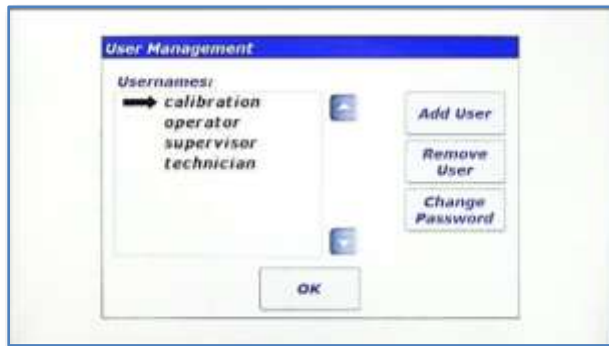 User Management
Usernames:
calibration
operator
supervisor
technician
Add User
Remove
User
Change
Password
OK